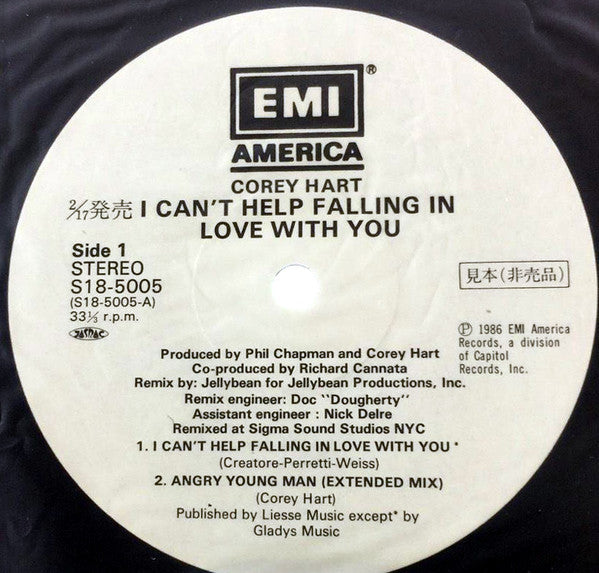 EMI®
AMERICA
COREY HART
2/17発売 I CAN'T HELP FALLING IN
LOVE WITH YOU
Side 1
STEREO
S18-5005
(S18-5005-A)
33⅓ r.p.m.
JASRAC
見本(非売品)
Ⓟ 1986 EMI America
Records, a division
of Capitol
Records, Inc.
Produced by Phil Chapman and Corey Hart
Co-produced by Richard Cannata
Remix by: Jellybean for Jellybean Productions, Inc.
Remix engineer: Doc "Dougherty"
Assistant engineer : Nick Delre
Remixed at Sigma Sound Studios NYC
1. I CAN'T HELP FALLING IN LOVE WITH YOU *
(Creatore-Perretti-Weiss)
2. ANGRY YOUNG MAN (EXTENDED MIX)
(Corey Hart)
Published by Liesse Music except* by
Gladys Music